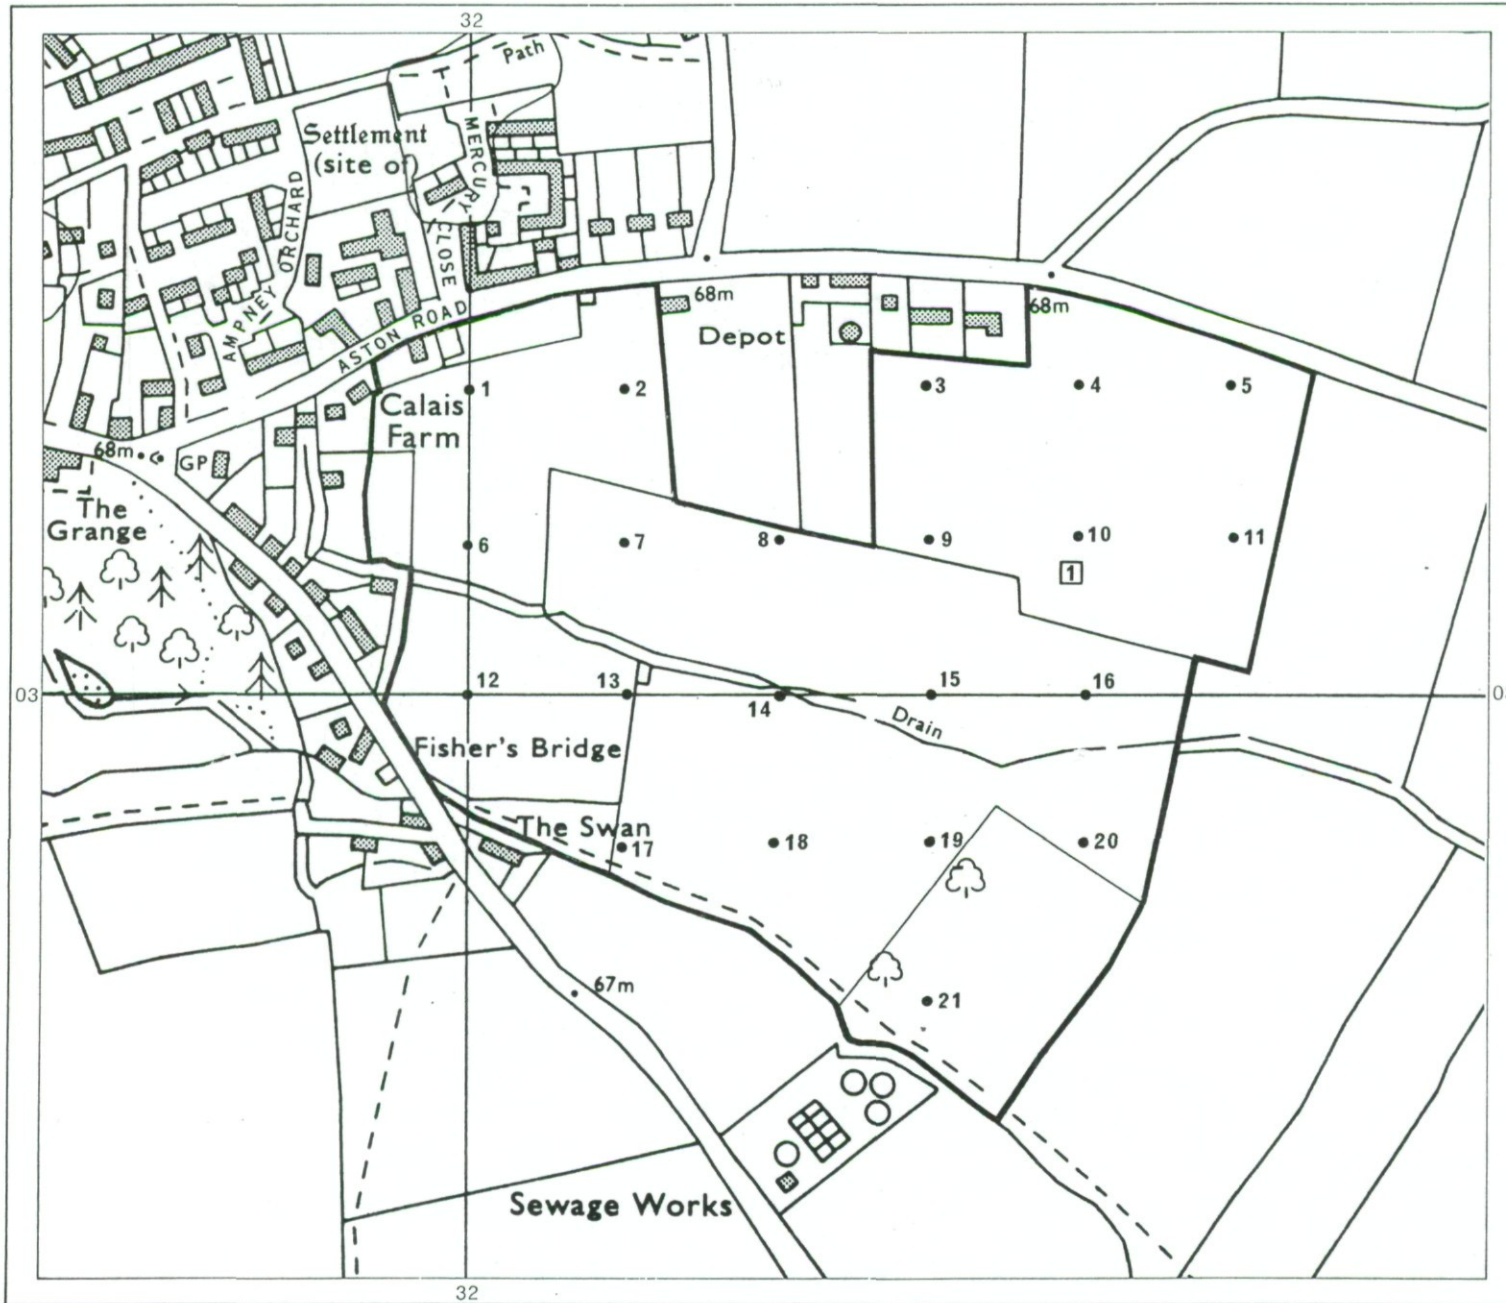 32
Path
MERCURY CLOSE
Settlement
(site of)
ORCHARD
AMPNEY
ASTON ROAD
68m
68m
Depot
1
2
3
4
5
Calais
Farm
68m
GP
The
Grange
6
7
8
9
10
11
1
03
12
13
14
15
16
Drain
Fisher's Bridge
The Swan
17
18
19
20
67m
21
Sewage Works
32